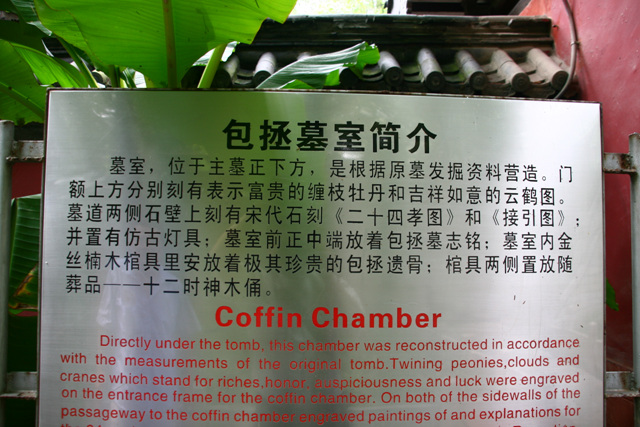 包拯墓室简介
墓室，位于主墓正下方，是根据原墓发掘资料营造。门
额上方分别刻有表示富贵的缠枝牡丹和吉祥如意的云鹤图。
墓道两侧石壁上刻有宋代石刻《二十四孝图》和《接引图》；
并置有仿古灯具；墓室前正中端放着包拯墓志铭；墓室内金
丝楠木棺具里安放着极其珍贵的包拯遗骨；棺具两侧置放随
葬品——十二时神木俑。
Coffin Chamber
Directly under the tomb, this chamber was reconstructed in accordance
with the measurements of the original tomb.Twining peonies,clouds and
cranes which stand for riches,honor, auspiciousness and luck were engraved
on the entrance frame for the coffin chamber. On both of the sidewalls of the
passageway to the coffin chamber engraved paintings of and explanations for